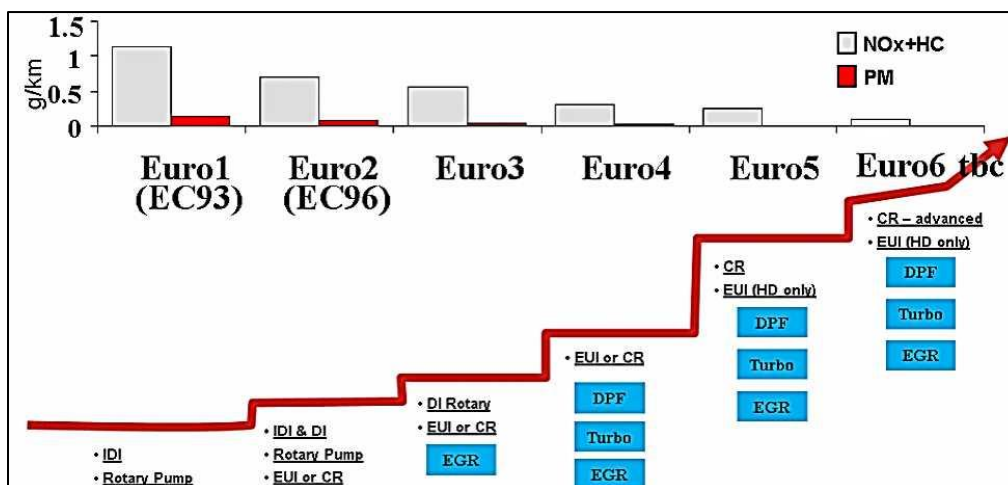 1.5
1
0.5
0
g/km
NOx+HC
PM
Euro1
(EC93)
Euro2
(EC96)
Euro3
Euro4
Euro5
Euro6 tbc
• IDI
• Rotary Pump
• IDI & DI
• Rotary Pump
• EUI or CR
• DI Rotary
• EUI or CR
EGR
• EUI or CR
DPF
Turbo
EGR
• CR
• EUI (HD only)
DPF
Turbo
EGR
• CR – advanced
• EUI (HD only)
DPF
Turbo
EGR